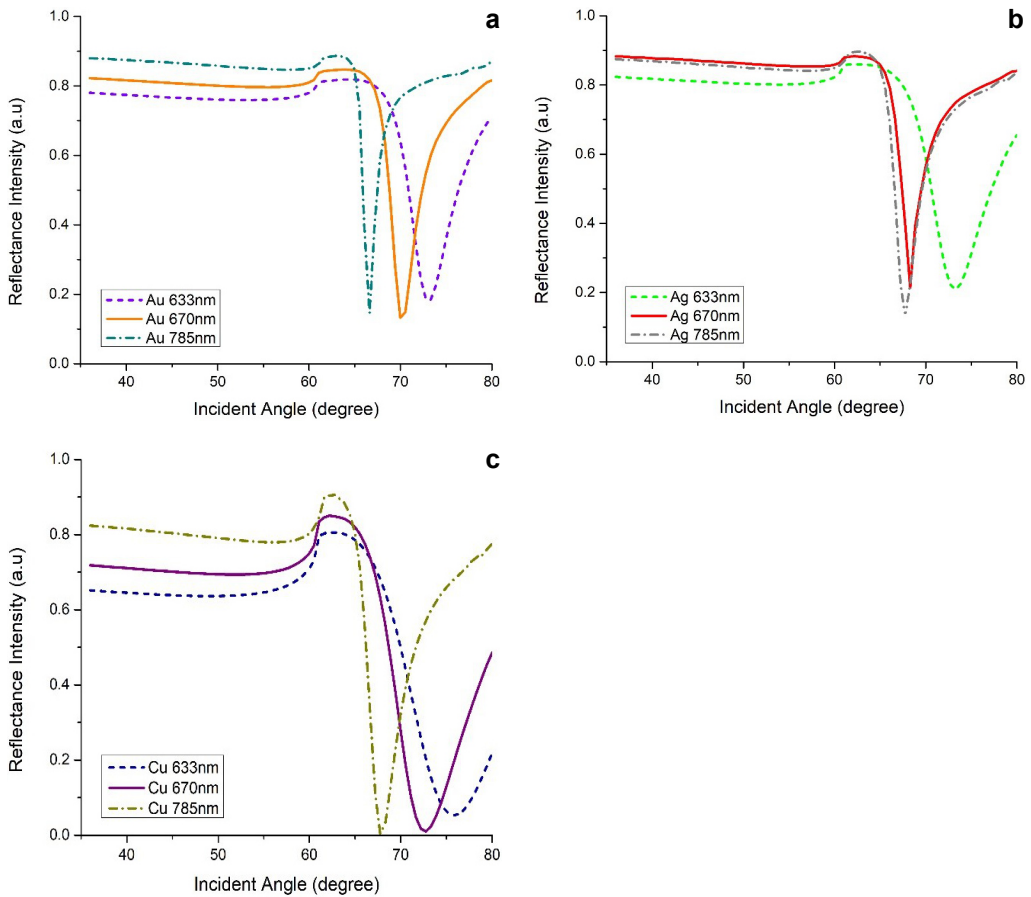 a
1.0
0.8
0.6
0.4
0.2
0.0
Reflectance Intensity (a.u)
Au 633nm
Au 670nm
Au 785nm
40 50 60 70 80
Incident Angle (degree)
b
1.0
0.8
0.6
0.4
0.2
0.0
Reflectance Intensity (a.u)
Ag 633nm
Ag 670nm
Ag 785nm
40 50 60 70 80
Incident Angle (degree)
c
1.0
0.8
0.6
0.4
0.2
0.0
Reflectance Intensity (a.u)
Cu 633nm
Cu 670nm
Cu 785nm
40 50 60 70 80
Incident Angle (degree)